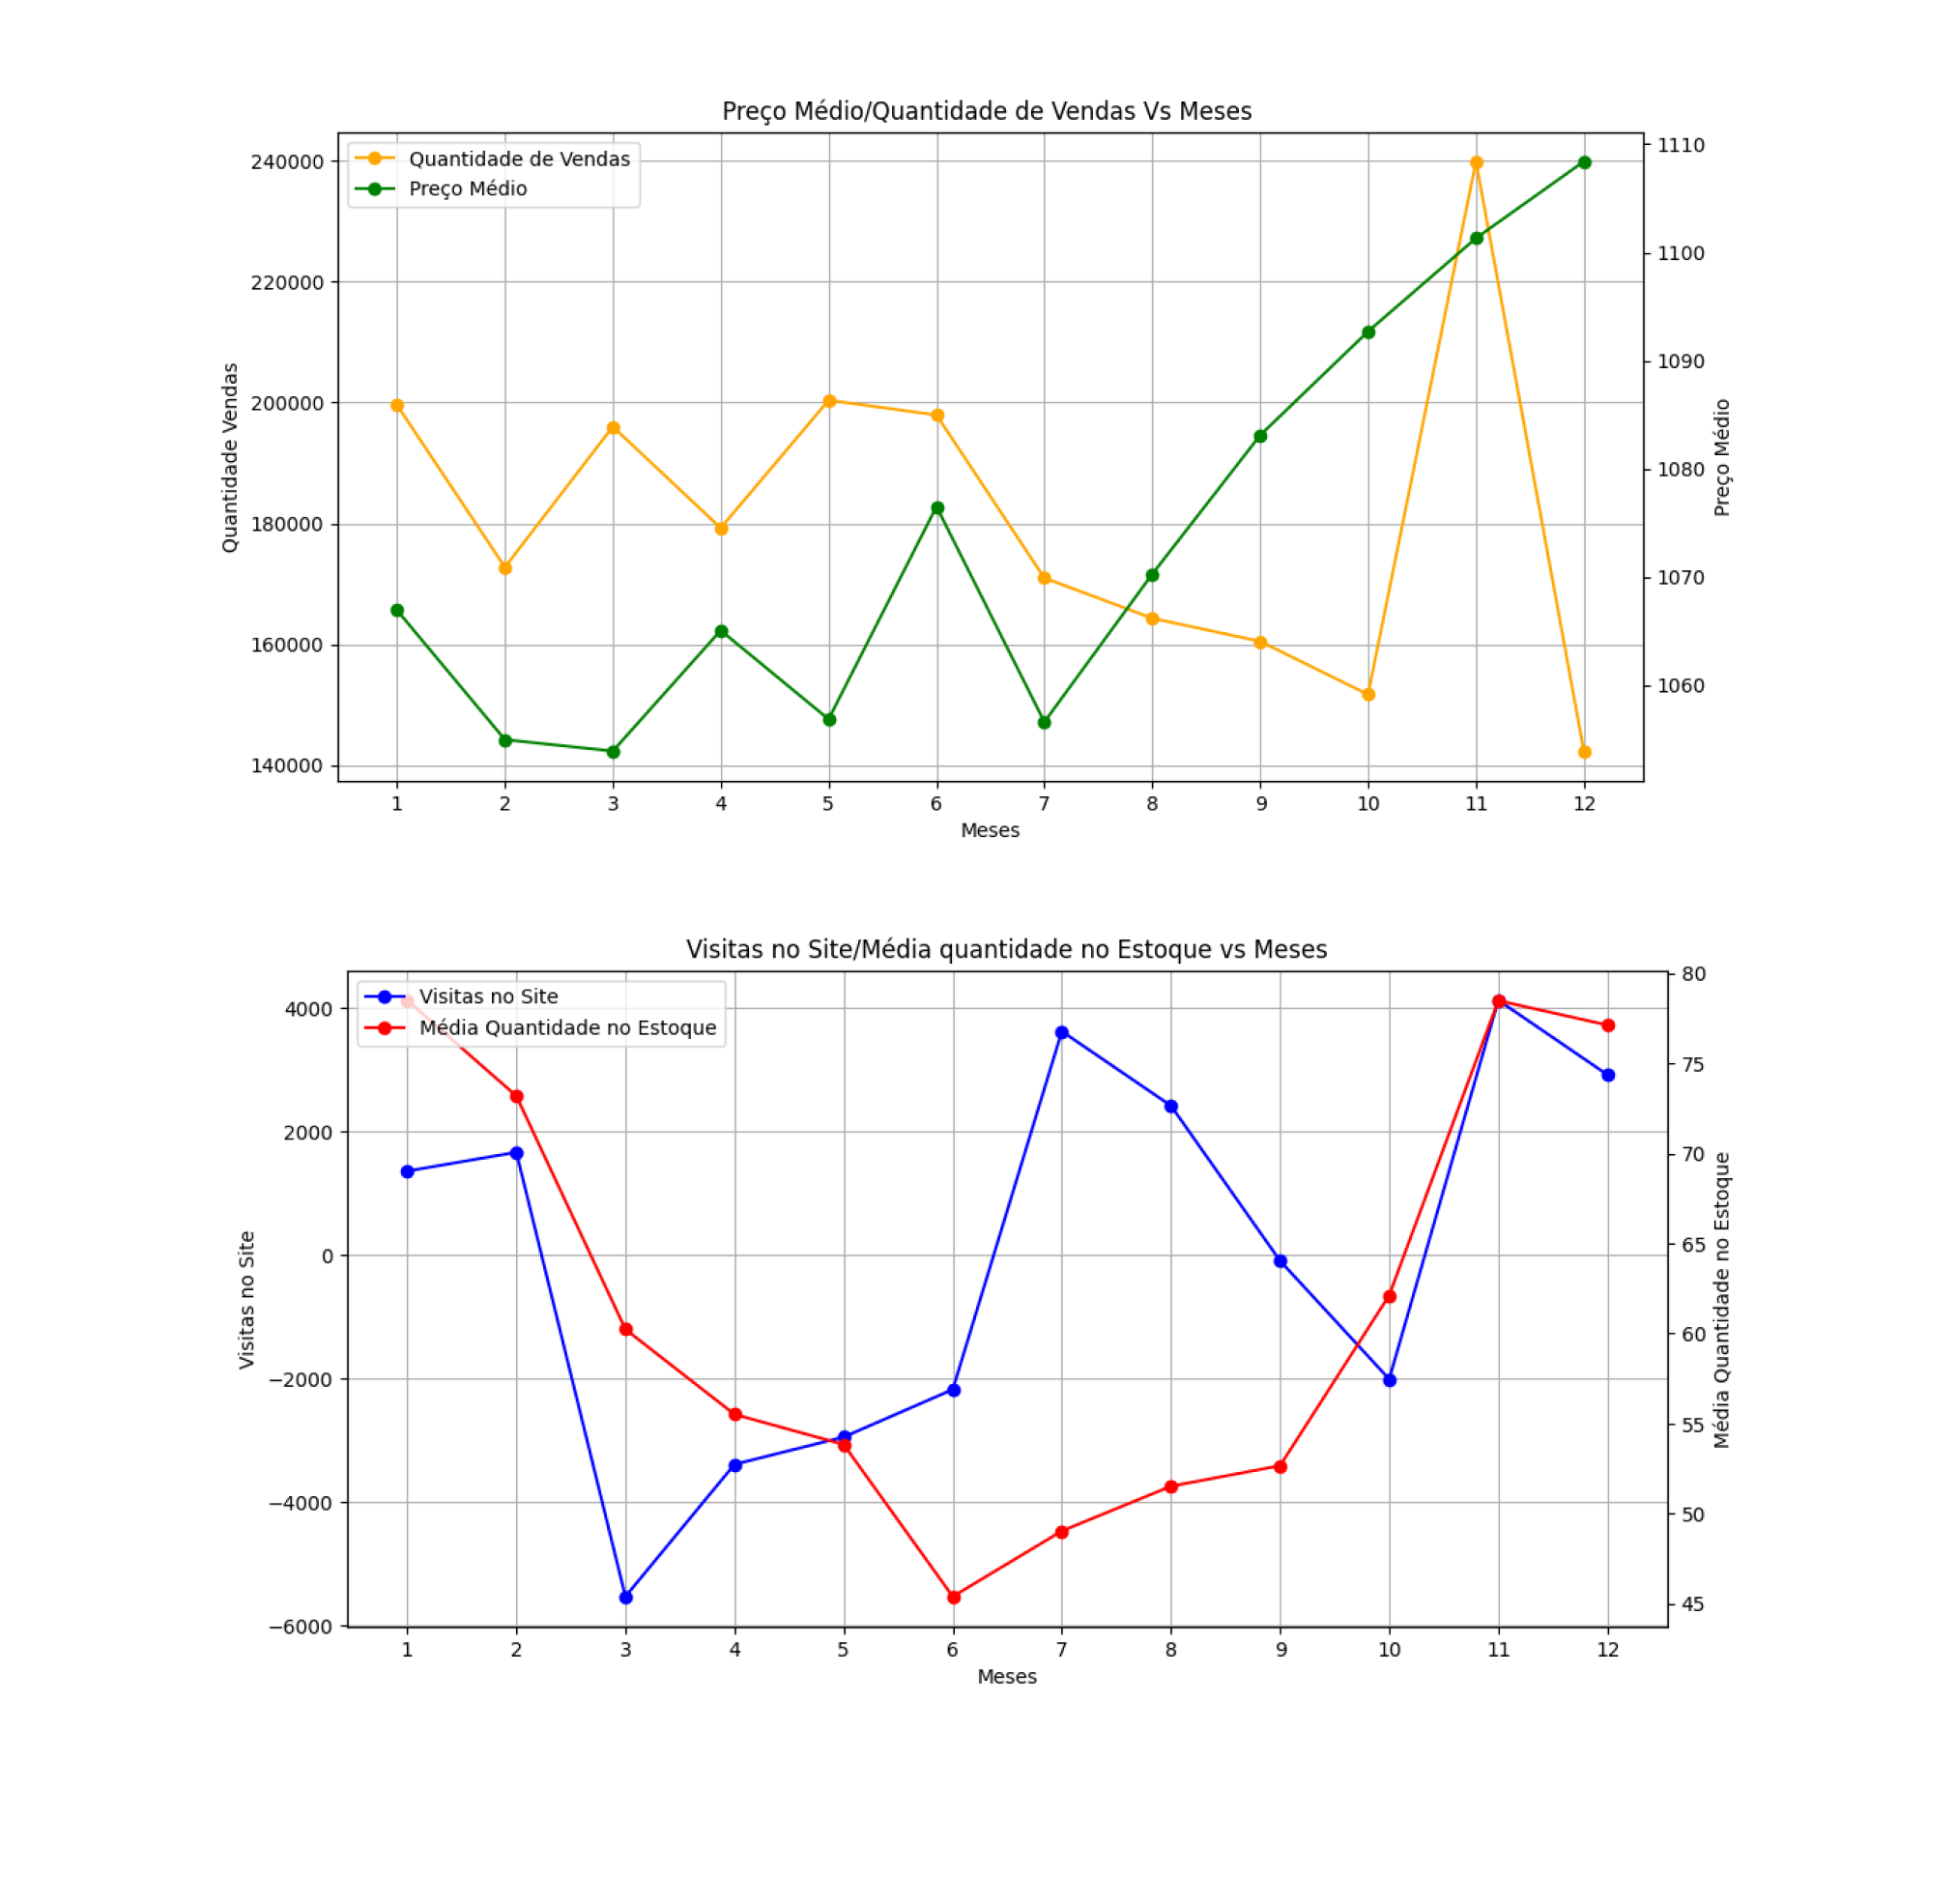 Preço Médio/Quantidade de Vendas Vs Meses
Quantidade de Vendas
Preço Médio
240000
220000
200000
180000
160000
140000
Quantidade Vendas
1110
1100
1090
1080
1070
1060
Preço Médio
1 2 3 4 5 6 7 8 9 10 11 12
Meses
Visitas no Site/Média quantidade no Estoque vs Meses
Visitas no Site
Média Quantidade no Estoque
4000
2000
0
−2000
−4000
−6000
Visitas no Site
80
75
70
65
60
55
50
45
Média Quantidade no Estoque
1 2 3 4 5 6 7 8 9 10 11 12
Meses